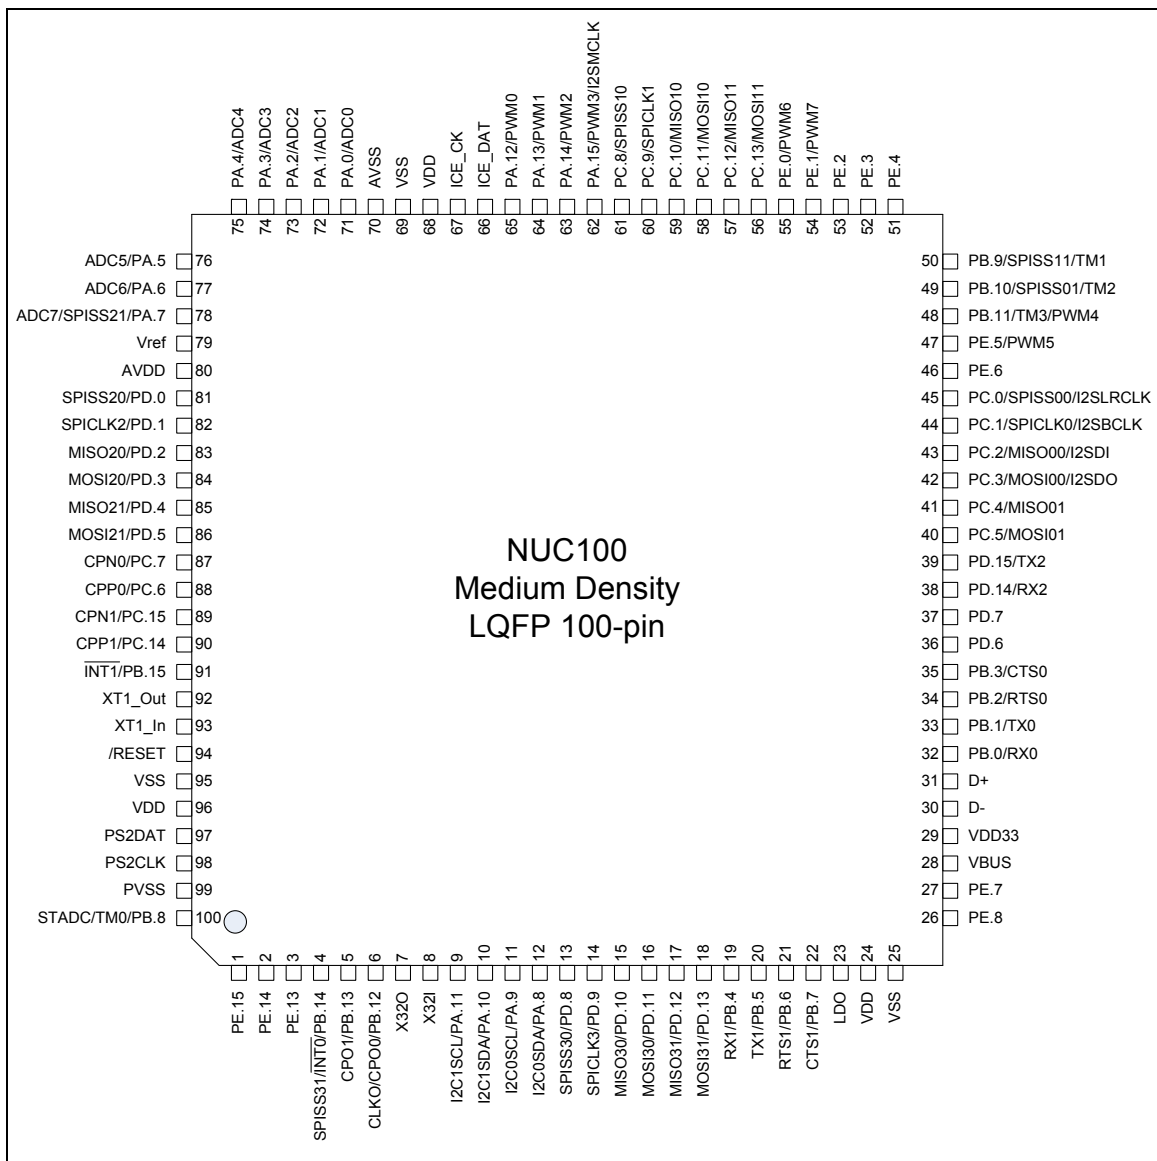 PA.4/ADC4
PA.3/ADC3
PA.2/ADC2
PA.1/ADC1
PA.0/ADC0
AVSS
VSS
VDD
ICE_CK
ICE_DAT
PA.12/PWM0
PA.13/PWM1
PA.14/PWM2
PA.15/PWM3/I2SMCLK
PC.8/SPISS10
PC.9/SPICLK1
PC.10/MISO10
PC.11/MOSI10
PC.12/MISO11
PC.13/MOSI11
PE.0/PWM6
PE.1/PWM7
PE.2
PE.3
PE.4
75
74
73
72
71
70
69
68
67
66
65
64
63
62
61
60
59
58
57
56
55
54
53
52
51
ADC5/PA.5 76
ADC6/PA.6 77
ADC7/SPISS21/PA.7 78
Vref 79
AVDD 80
SPISS20/PD.0 81
SPICLK2/PD.1 82
MISO20/PD.2 83
MOSI20/PD.3 84
MISO21/PD.4 85
MOSI21/PD.5 86
CPN0/PC.7 87
CPP0/PC.6 88
CPN1/PC.15 89
CPP1/PC.14 90
INT1/PB.15 91
XT1_Out 92
XT1_In 93
/RESET 94
VSS 95
VDD 96
PS2DAT 97
PS2CLK 98
PVSS 99
STADC/TM0/PB.8 100
NUC100
Medium Density
LQFP 100-pin
50 PB.9/SPISS11/TM1
49 PB.10/SPISS01/TM2
48 PB.11/TM3/PWM4
47 PE.5/PWM5
46 PE.6
45 PC.0/SPISS00/I2SLRCLK
44 PC.1/SPICLK0/I2SBCLK
43 PC.2/MISO00/I2SDI
42 PC.3/MOSI00/I2SDO
41 PC.4/MISO01
40 PC.5/MOSI01
39 PD.15/TX2
38 PD.14/RX2
37 PD.7
36 PD.6
35 PB.3/CTS0
34 PB.2/RTS0
33 PB.1/TX0
32 PB.0/RX0
31 D+
30 D-
29 VDD33
28 VBUS
27 PE.7
26 PE.8
1
2
3
4
5
6
7
8
9
10
11
12
13
14
15
16
17
18
19
20
21
22
23
24
25
PE.15
PE.14
PE.13
SPISS31/INT0/PB.14
CPO1/PB.13
CLKO/CPO0/PB.12
X32O
X32I
I2C1SCL/PA.11
I2C1SDA/PA.10
I2C0SCL/PA.9
I2C0SDA/PA.8
SPISS30/PD.8
SPICLK3/PD.9
MISO30/PD.10
MOSI30/PD.11
MISO31/PD.12
MOSI31/PD.13
RX1/PB.4
TX1/PB.5
RTS1/PB.6
CTS1/PB.7
LDO
VDD
VSS